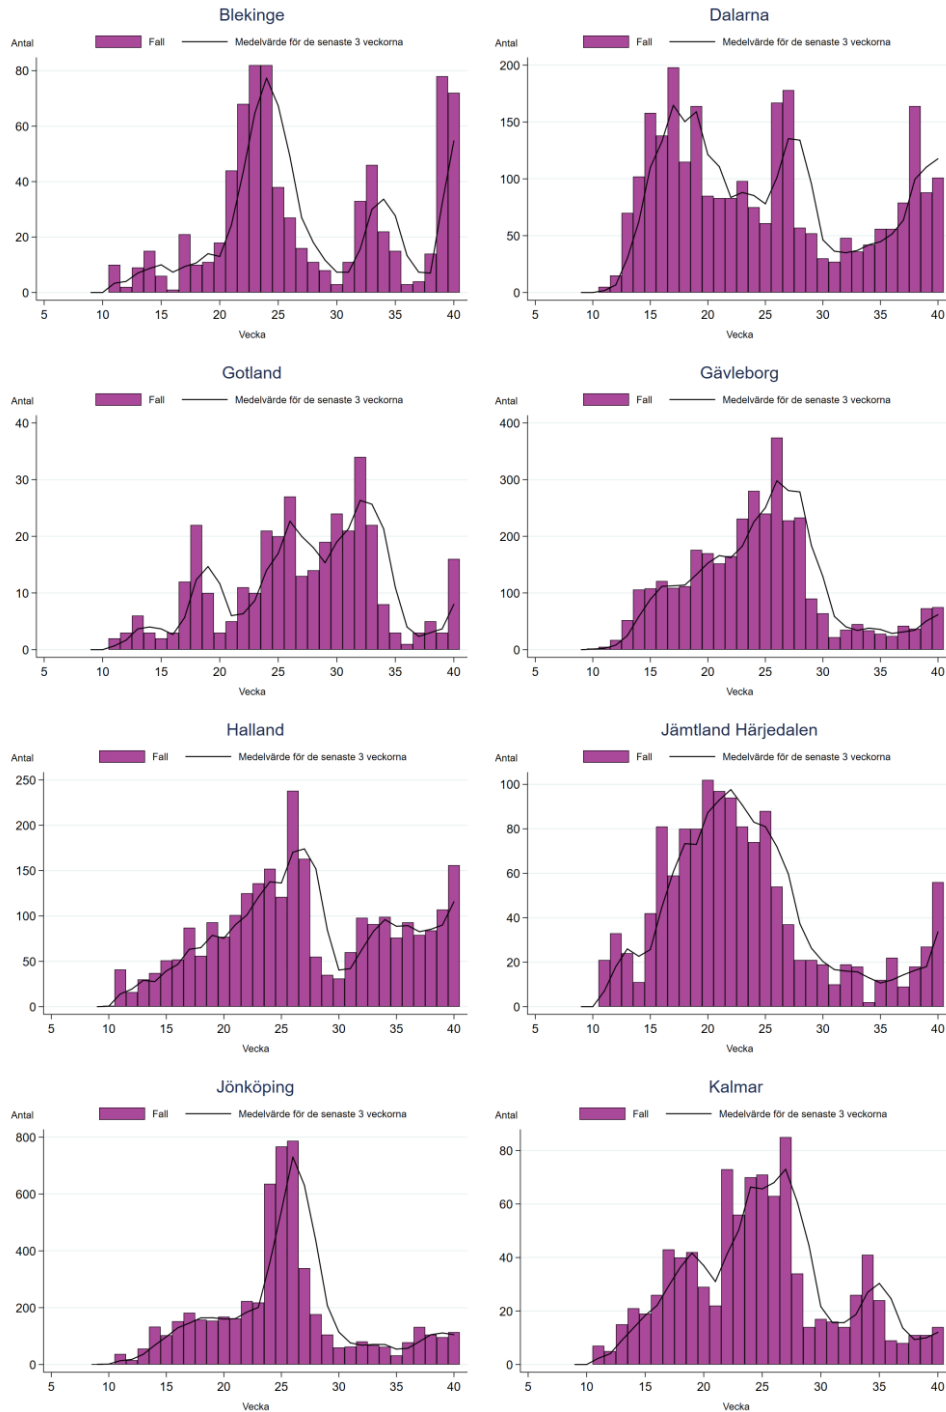 Blekinge
Antal
Fall
Medelvärde för de senaste 3 veckorna
80
60
40
20
0
5 10 15 20 25 30 35 40
Vecka
Dalarna
Antal
Fall
Medelvärde för de senaste 3 veckorna
200
150
100
50
0
5 10 15 20 25 30 35 40
Vecka
Gotland
Antal
Fall
Medelvärde för de senaste 3 veckorna
40
30
20
10
0
5 10 15 20 25 30 35 40
Vecka
Gävleborg
Antal
Fall
Medelvärde för de senaste 3 veckorna
400
300
200
100
0
5 10 15 20 25 30 35 40
Vecka
Halland
Antal
Fall
Medelvärde för de senaste 3 veckorna
250
200
150
100
50
0
5 10 15 20 25 30 35 40
Vecka
Jämtland Härjedalen
Antal
Fall
Medelvärde för de senaste 3 veckorna
100
80
60
40
20
0
5 10 15 20 25 30 35 40
Vecka
Jönköping
Antal
Fall
Medelvärde för de senaste 3 veckorna
800
600
400
200
0
5 10 15 20 25 30 35 40
Vecka
Kalmar
Antal
Fall
Medelvärde för de senaste 3 veckorna
80
60
40
20
0
5 10 15 20 25 30 35 40
Vecka